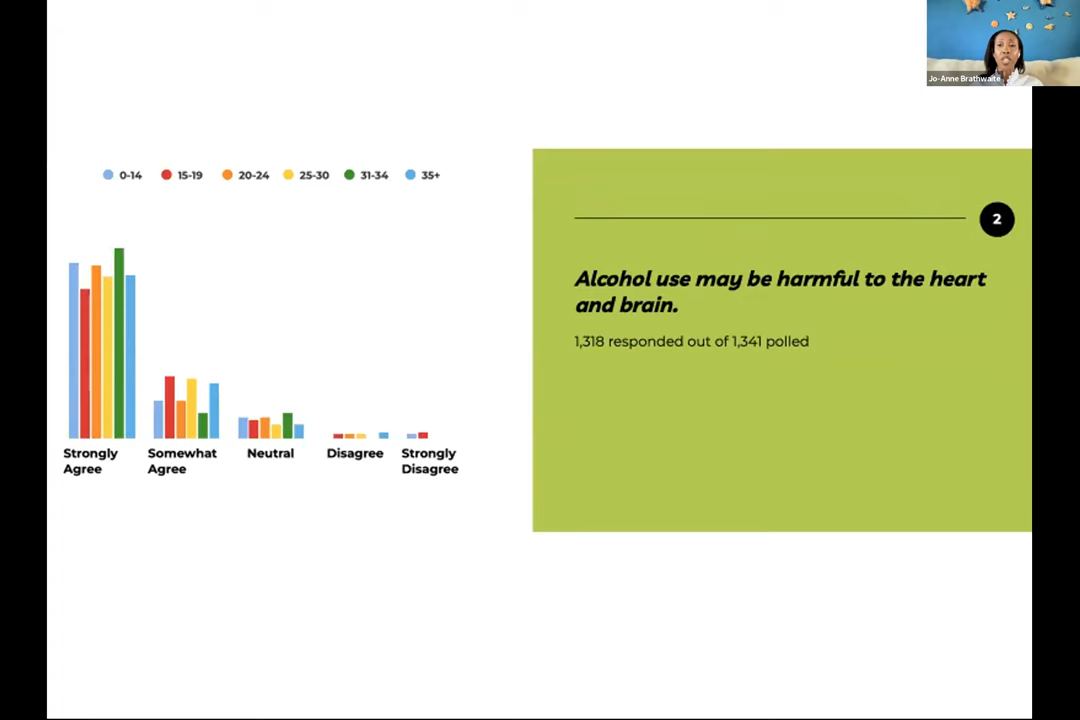 Jo-Anne Brathwaite
0-14 15-19 20-24 25-30 31-34 35+
2
Alcohol use may be harmful to the heart
and brain.
1,318 responded out of 1,341 polled
Strongly
Agree
Somewhat
Agree
Neutral
Disagree
Strongly
Disagree